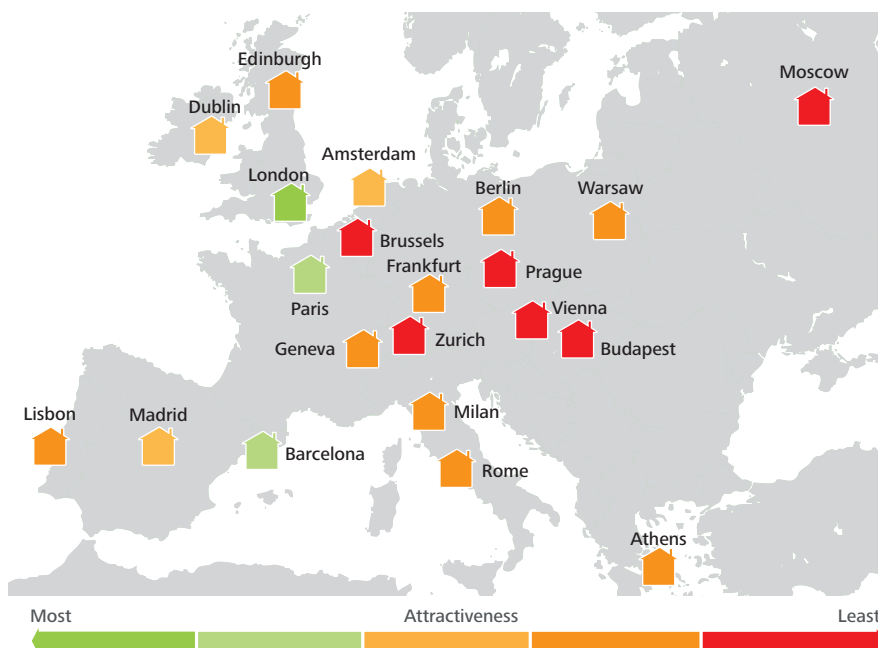 Edinburgh
Moscow
Dublin
Amsterdam
London
Berlin
Warsaw
Brussels
Frankfurt
Prague
Paris
Vienna
Geneva
Zurich
Budapest
Lisbon
Madrid
Milan
Barcelona
Rome
Athens
Most
Attractiveness
Least